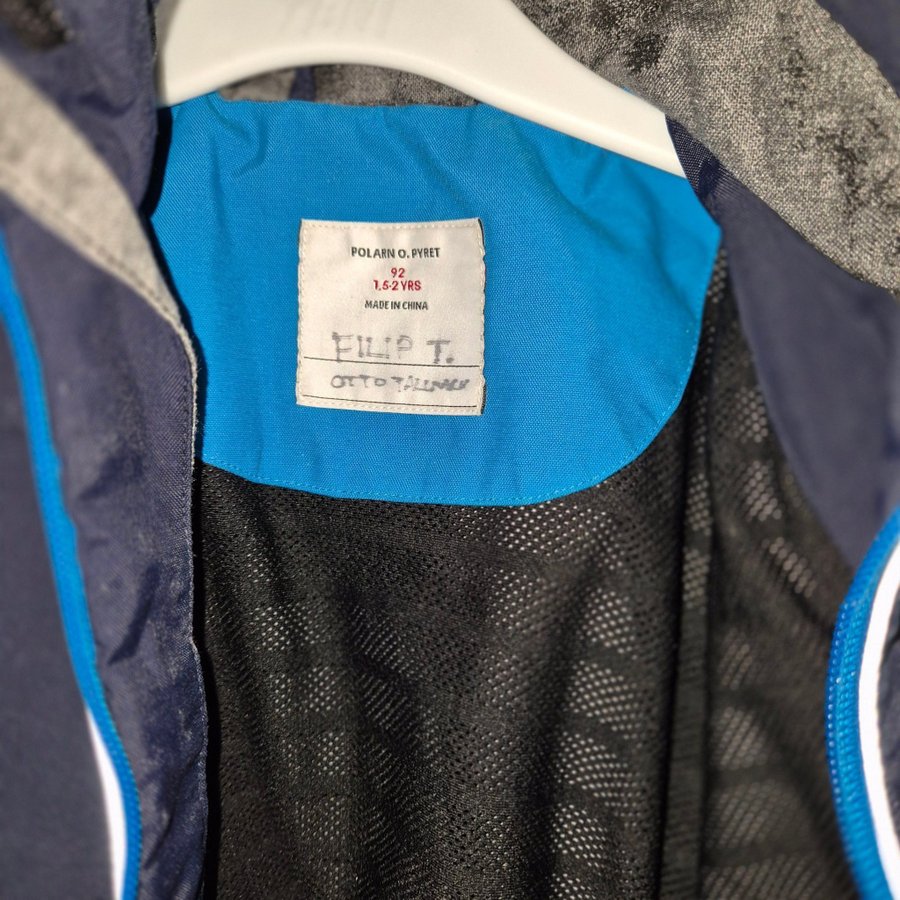 POLARN O. PYRET
92
1,5-2 YRS
MADE IN CHINA
FILIP T.
OTTO